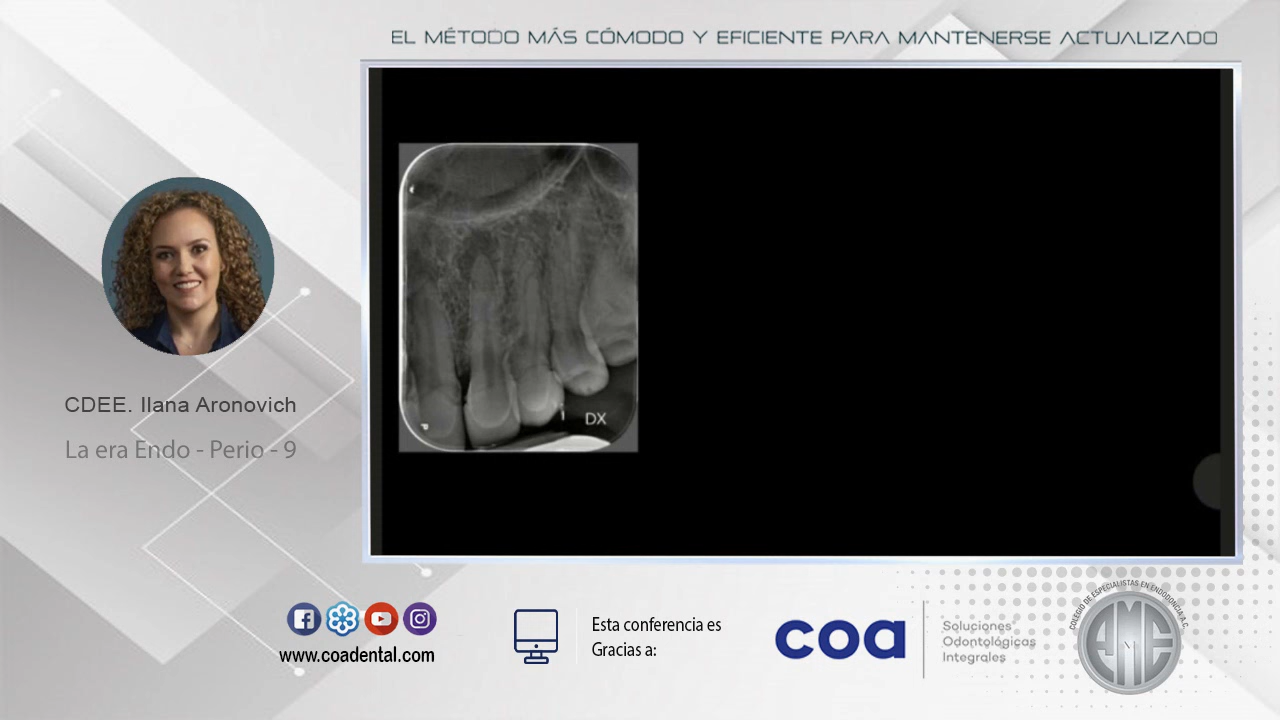 EL MÉTODO MÁS CÓMODO Y EFICIENTE PARA MANTENERSE ACTUALIZADO
DX
CDEE. Ilana Aronovich
La era Endo - Perio - 9
www.coadental.com
Esta conferencia es
Gracias a:
coa
Soluciones
Odontológicas
Integrales
COLEGIO DE ESPECIALISTAS EN ENDODONCIA A.C.
AME